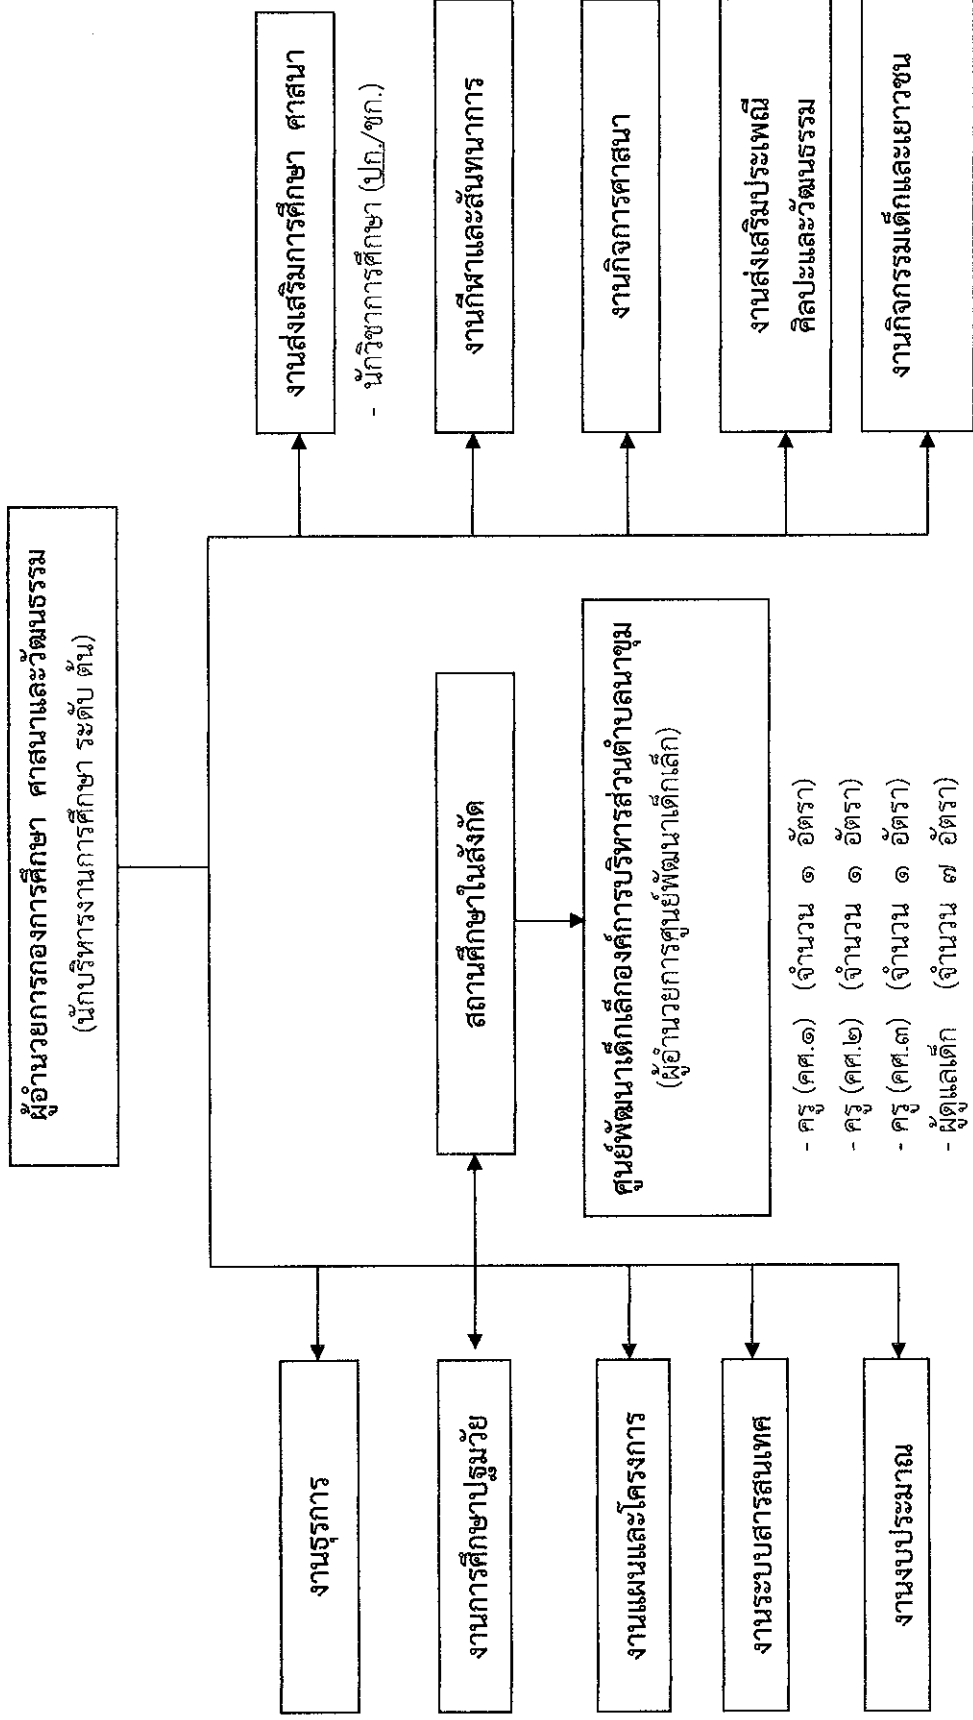 ผู้อำนวยการกองการศึกษา ศาสนาและวัฒนธรรม
(นักบริหารงานการศึกษา ระดับ ต้น)
งานธุรการ
งานการศึกษาปฐมวัย
งานแผนและโครงการ
งานระบบสารสนเทศ
งานงบประมาณ
สถานศึกษาในสังกัด
ศูนย์พัฒนาเด็กเล็กองค์การบริหารส่วนตำบลนาขุม
(ผู้อำนวยการศูนย์พัฒนาเด็กเล็ก)
- ครู (คศ.๑) (จำนวน ๑ อัตรา)
- ครู (คศ.๒) (จำนวน ๑ อัตรา)
- ครู (คศ.๓) (จำนวน ๑ อัตรา)
- ผู้ดูแลเด็ก (จำนวน ๗ อัตรา)
งานส่งเสริมการศึกษา ศาสนา
- นักวิชาการศึกษา (ปก./ชก.)
งานกีฬาและสันทนาการ
งานกิจการศาสนา
งานส่งเสริมประเพณี
ศิลปะและวัฒนธรรม
งานกิจกรรมเด็กและเยาวชน